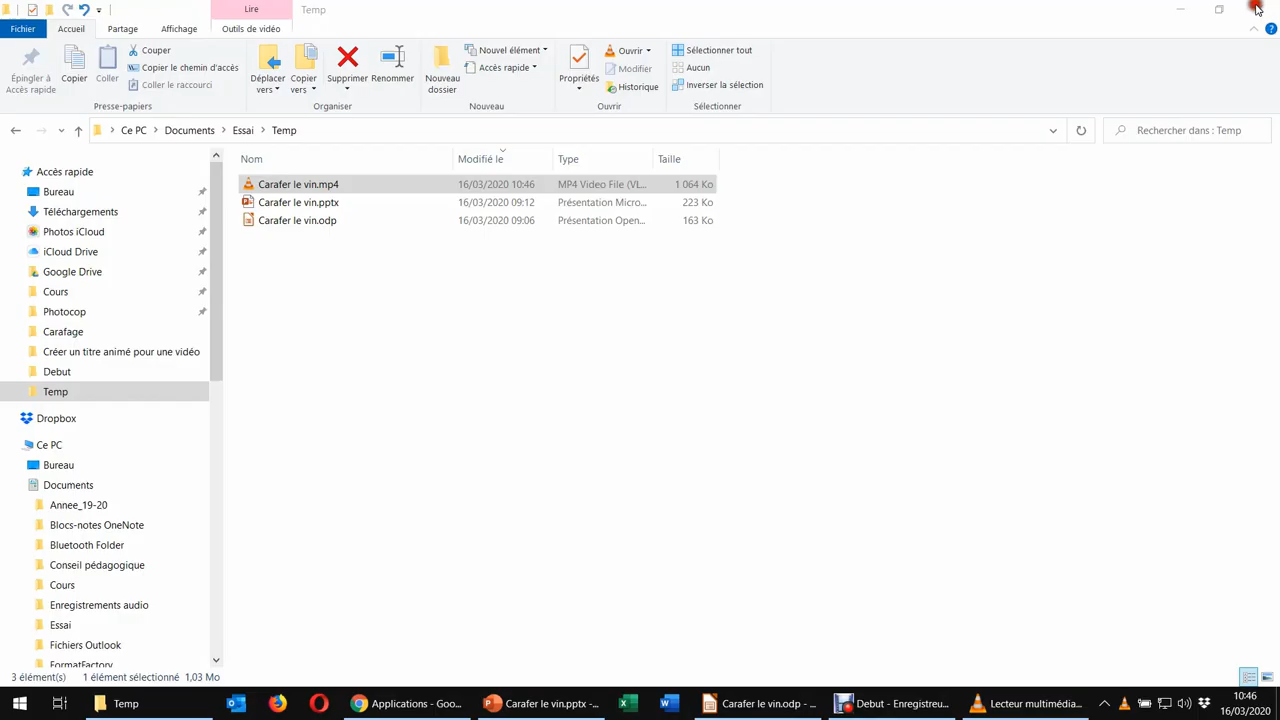 Lire
Temp
Fichier
Accueil
Partage
Affichage
Outils de vidéo
Épingler à
Accès rapide
Copier
Coller
Couper
Copier le chemin d'accès
Coller le raccourci
Presse-papiers
Déplacer
vers
Copier
vers
Supprimer
Renommer
Organiser
Nouveau
dossier
Nouvel élément
Accès rapide
Nouveau
Propriétés
Ouvrir
Modifier
Historique
Ouvrir
Sélectionner tout
Aucun
Inverser la sélection
Sélectionner
Ce PC > Documents > Essai > Temp
Rechercher dans : Temp
Nom
Modifié le
Type
Taille
Carafer le vin.mp4 16/03/2020 10:46 MP4 Video File (VL... 1 064 Ko
Carafer le vin.pptx 16/03/2020 09:12 Présentation Micro... 223 Ko
Carafer le vin.odp 16/03/2020 09:06 Présentation Open... 163 Ko
Accès rapide
Bureau
Téléchargements
Photos iCloud
iCloud Drive
Google Drive
Cours
Photocop
Carafage
Créer un titre animé pour une vidéo
Debut
Temp
Dropbox
Ce PC
Bureau
Documents
Annee_19-20
Blocs-notes OneNote
Bluetooth Folder
Conseil pédagogique
Cours
Enregistrements audio
Essai
Fichiers Outlook
FormatFactory
3 élément(s) 1 élément sélectionné 1,03 Mo
Temp
Applications - Goo...
Carafer le vin.pptx -...
Carafer le vin.odp - ...
Debut - Enregistreu...
Lecteur multimédia...
10:46
16/03/2020